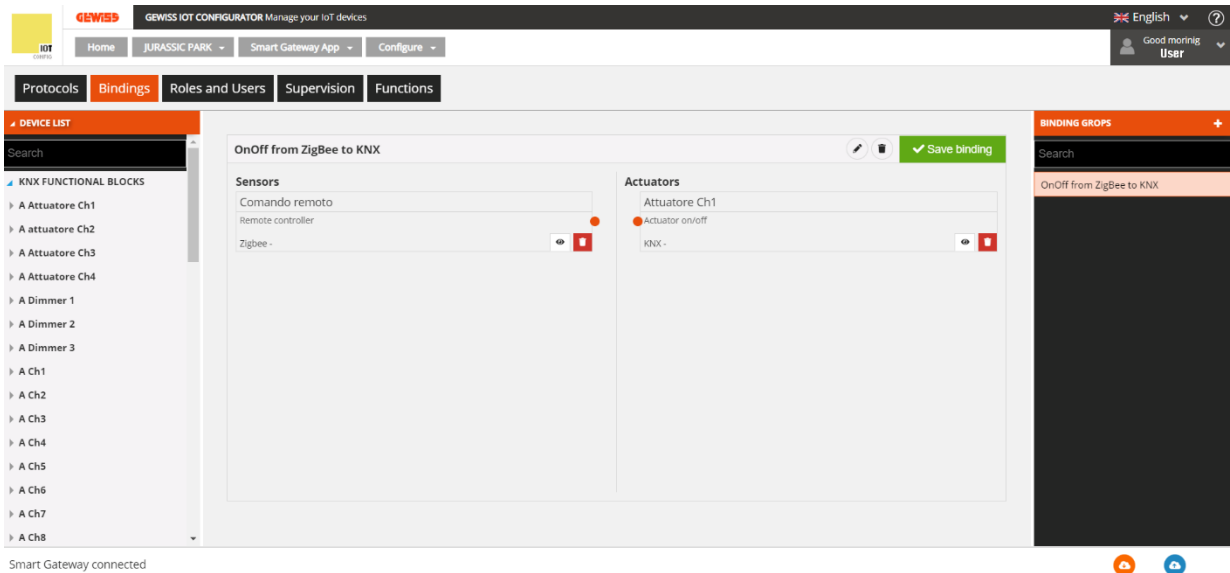 GEWISS GEWISS IOT CONFIGURATOR Manage your IoT devices English ?
IOT
CONFIG
Home JURASSIC PARK Smart Gateway App Configure
Good morinig
User
Protocols Bindings Roles and Users Supervision Functions
DEVICE LIST
Search
KNX FUNCTIONAL BLOCKS
A Attuatore Ch1
A attuatore Ch2
A Attuatore Ch3
A Attuatore Ch4
A Dimmer 1
A Dimmer 2
A Dimmer 3
A Ch1
A Ch2
A Ch3
A Ch4
A Ch5
A Ch6
A Ch7
A Ch8
OnOff from ZigBee to KNX Save binding
Sensors
Comando remoto
Remote controller
Zigbee -
Actuators
Attuatore Ch1
Actuator on/off
KNX -
BINDING GROPS +
Search
OnOff from ZigBee to KNX
Smart Gateway connected